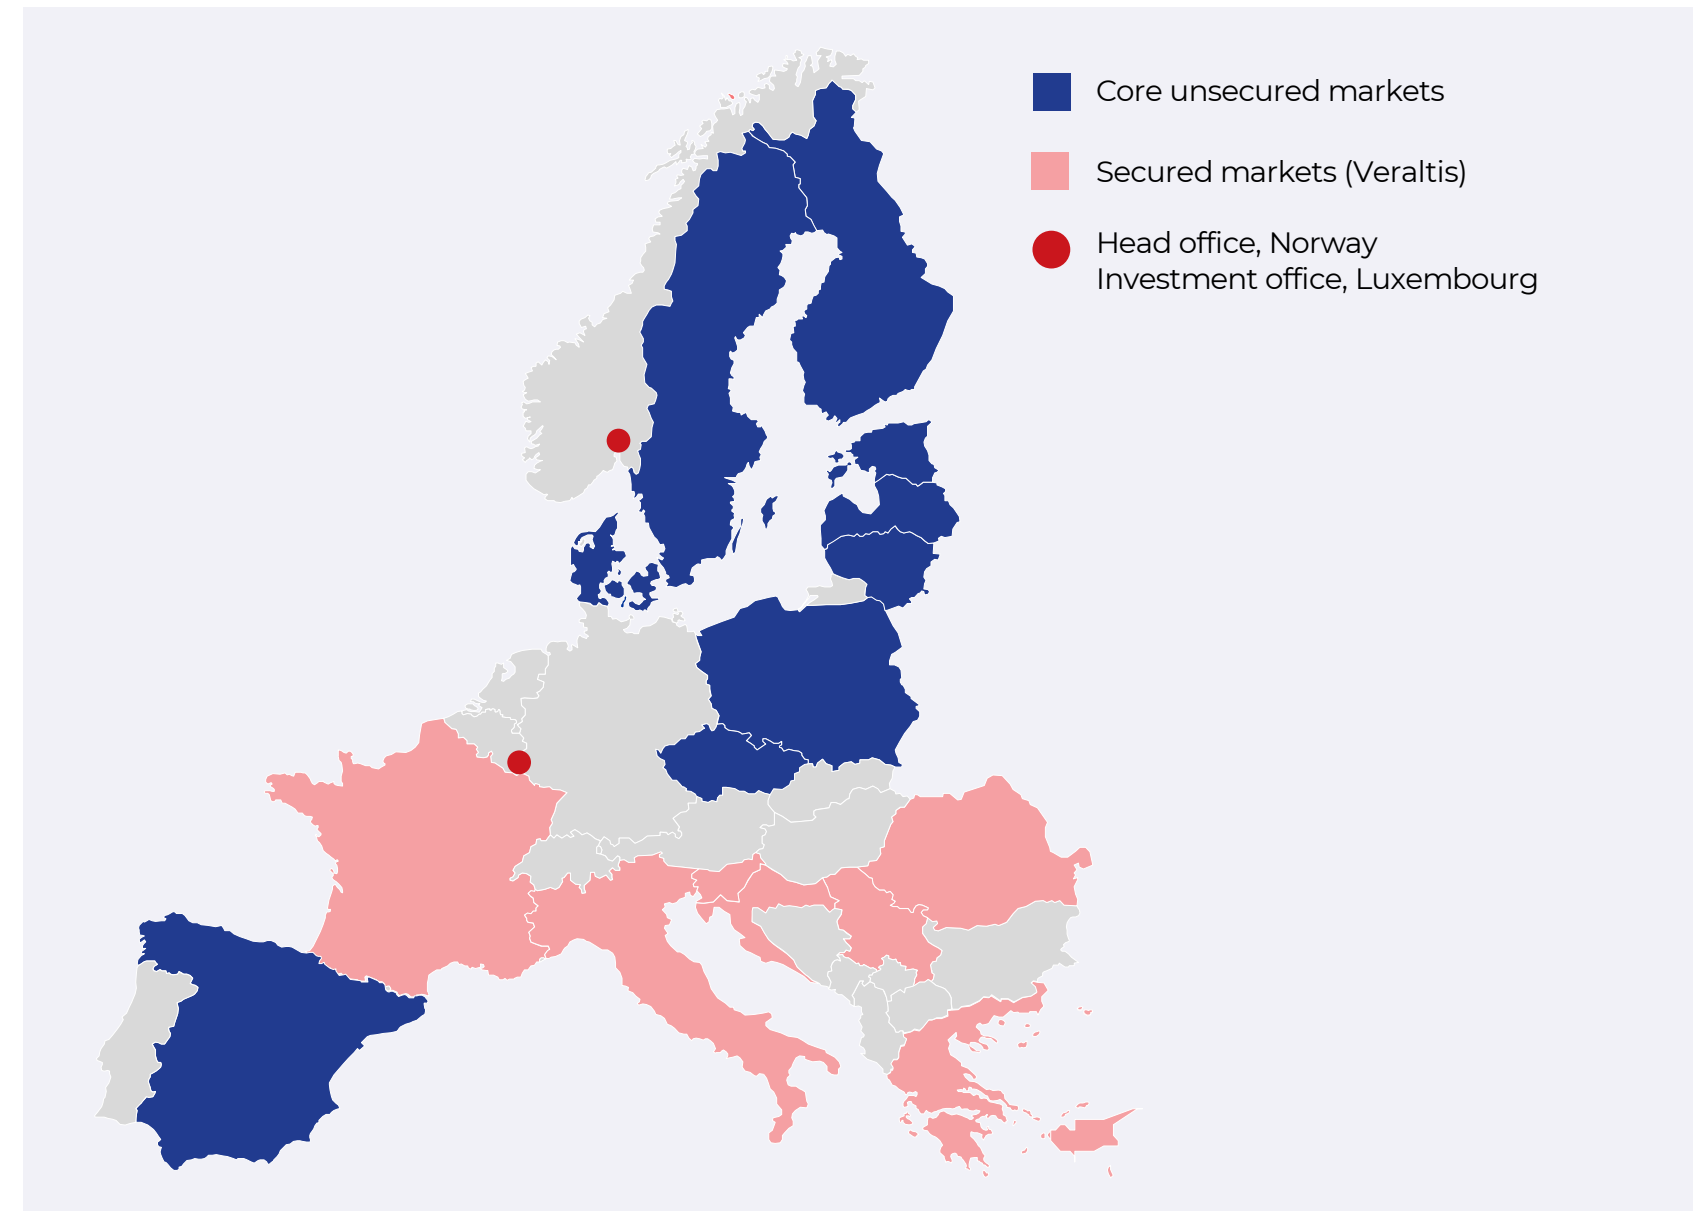 Core unsecured markets
Secured markets (Veraltis)
Head office, Norway
Investment office, Luxembourg